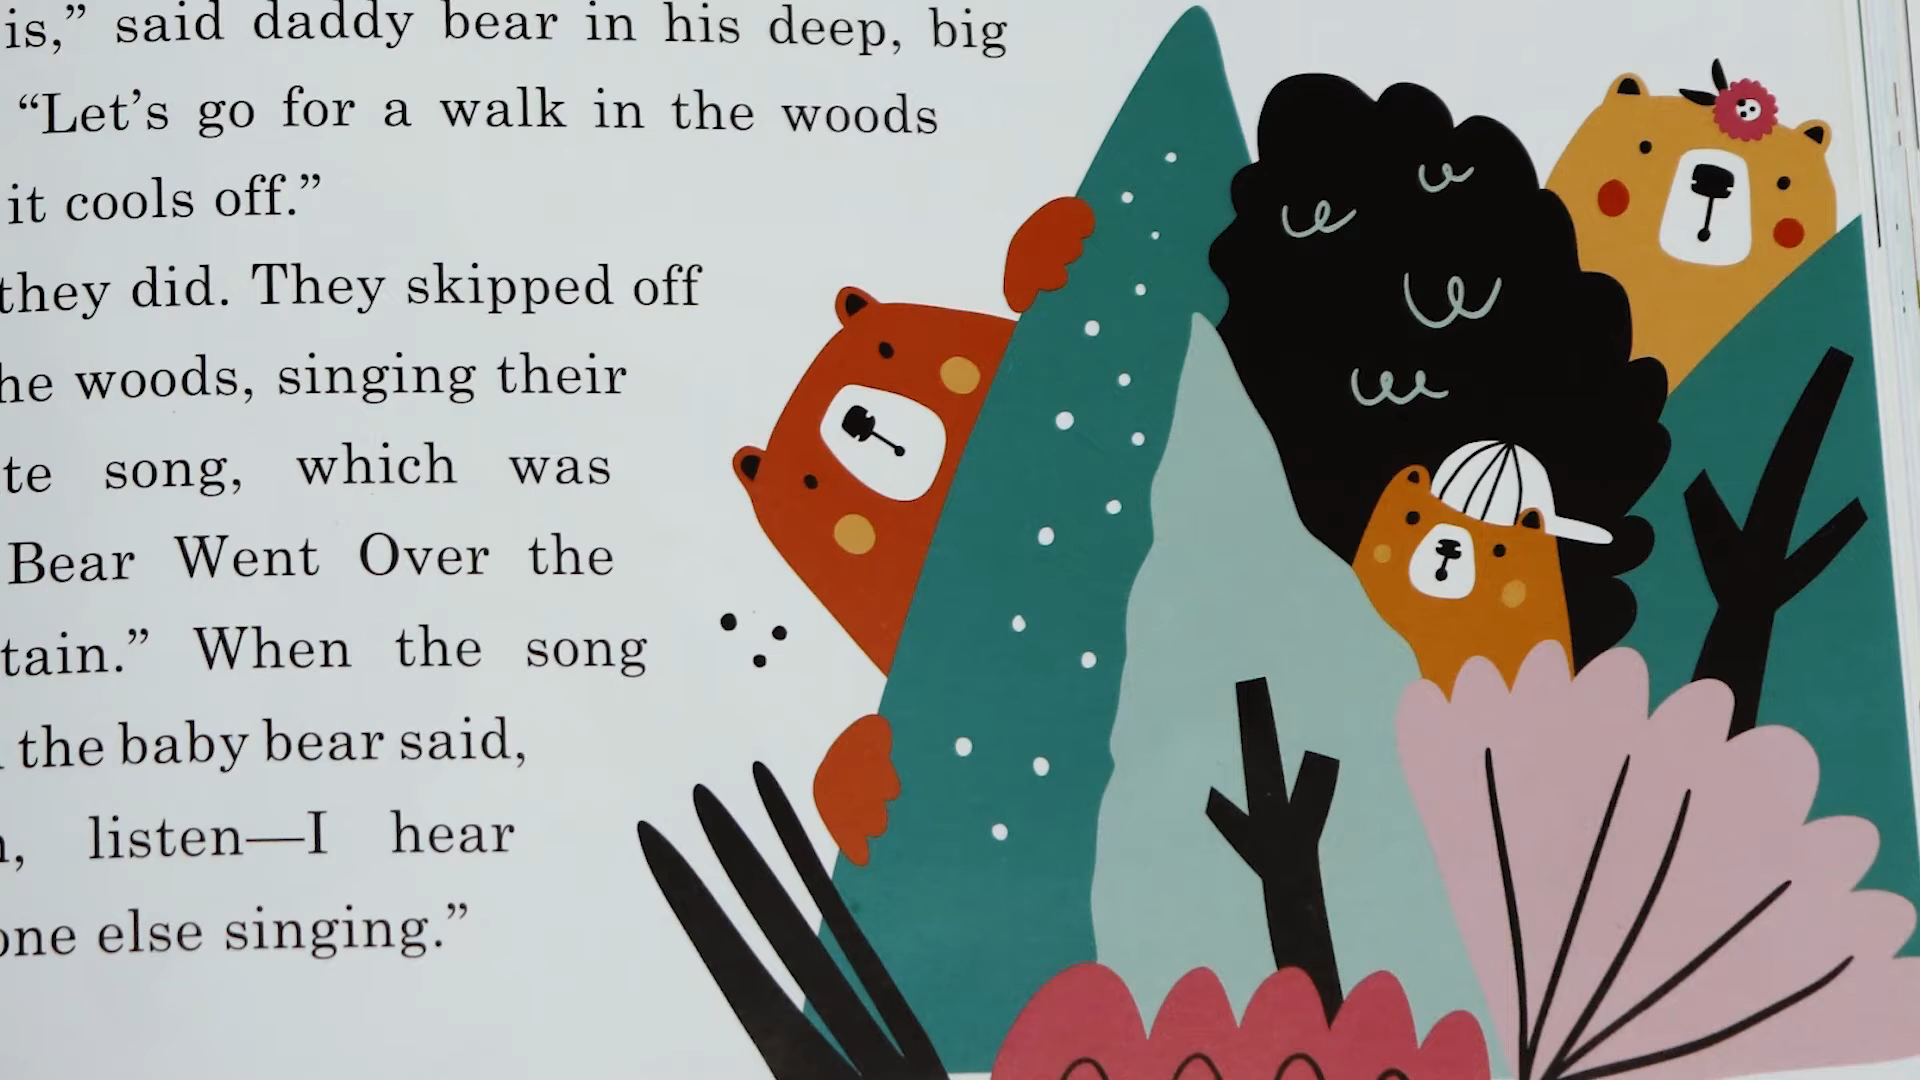 is,” said daddy bear in his deep, big
“Let’s go for a walk in the woods
it cools off.”
they did. They skipped off
he woods, singing their
te song, which was
Bear Went Over the
tain.” When the song
the baby bear said,
, listen—I hear
one else singing.”